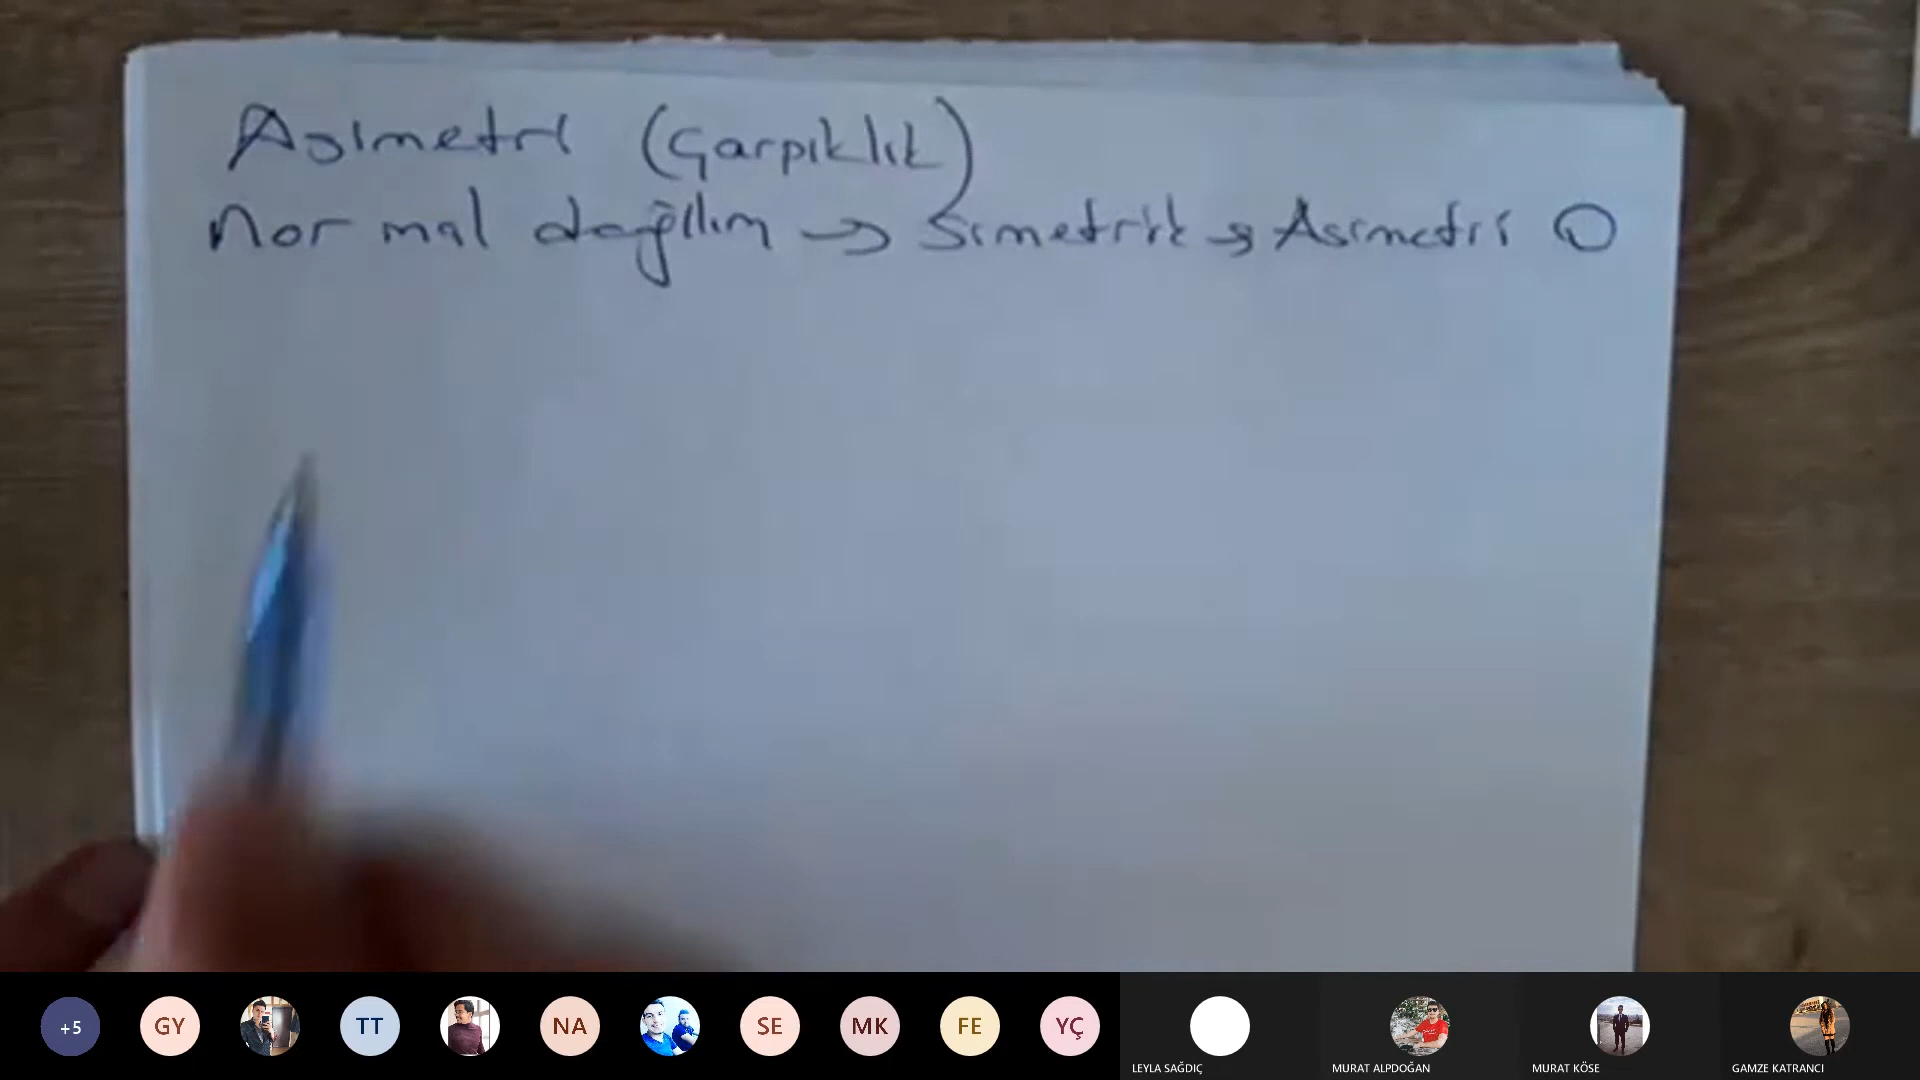 Asimetri (Çarpıklık)
Normal dağılım → Simetrik → Asimetri 0
+5
GY
TT
NA
SE
MK
FE
YÇ
LEYLA SAĞDIÇ
MURAT ALPDOĞAN
MURAT KÖSE
GAMZE KATRANCI